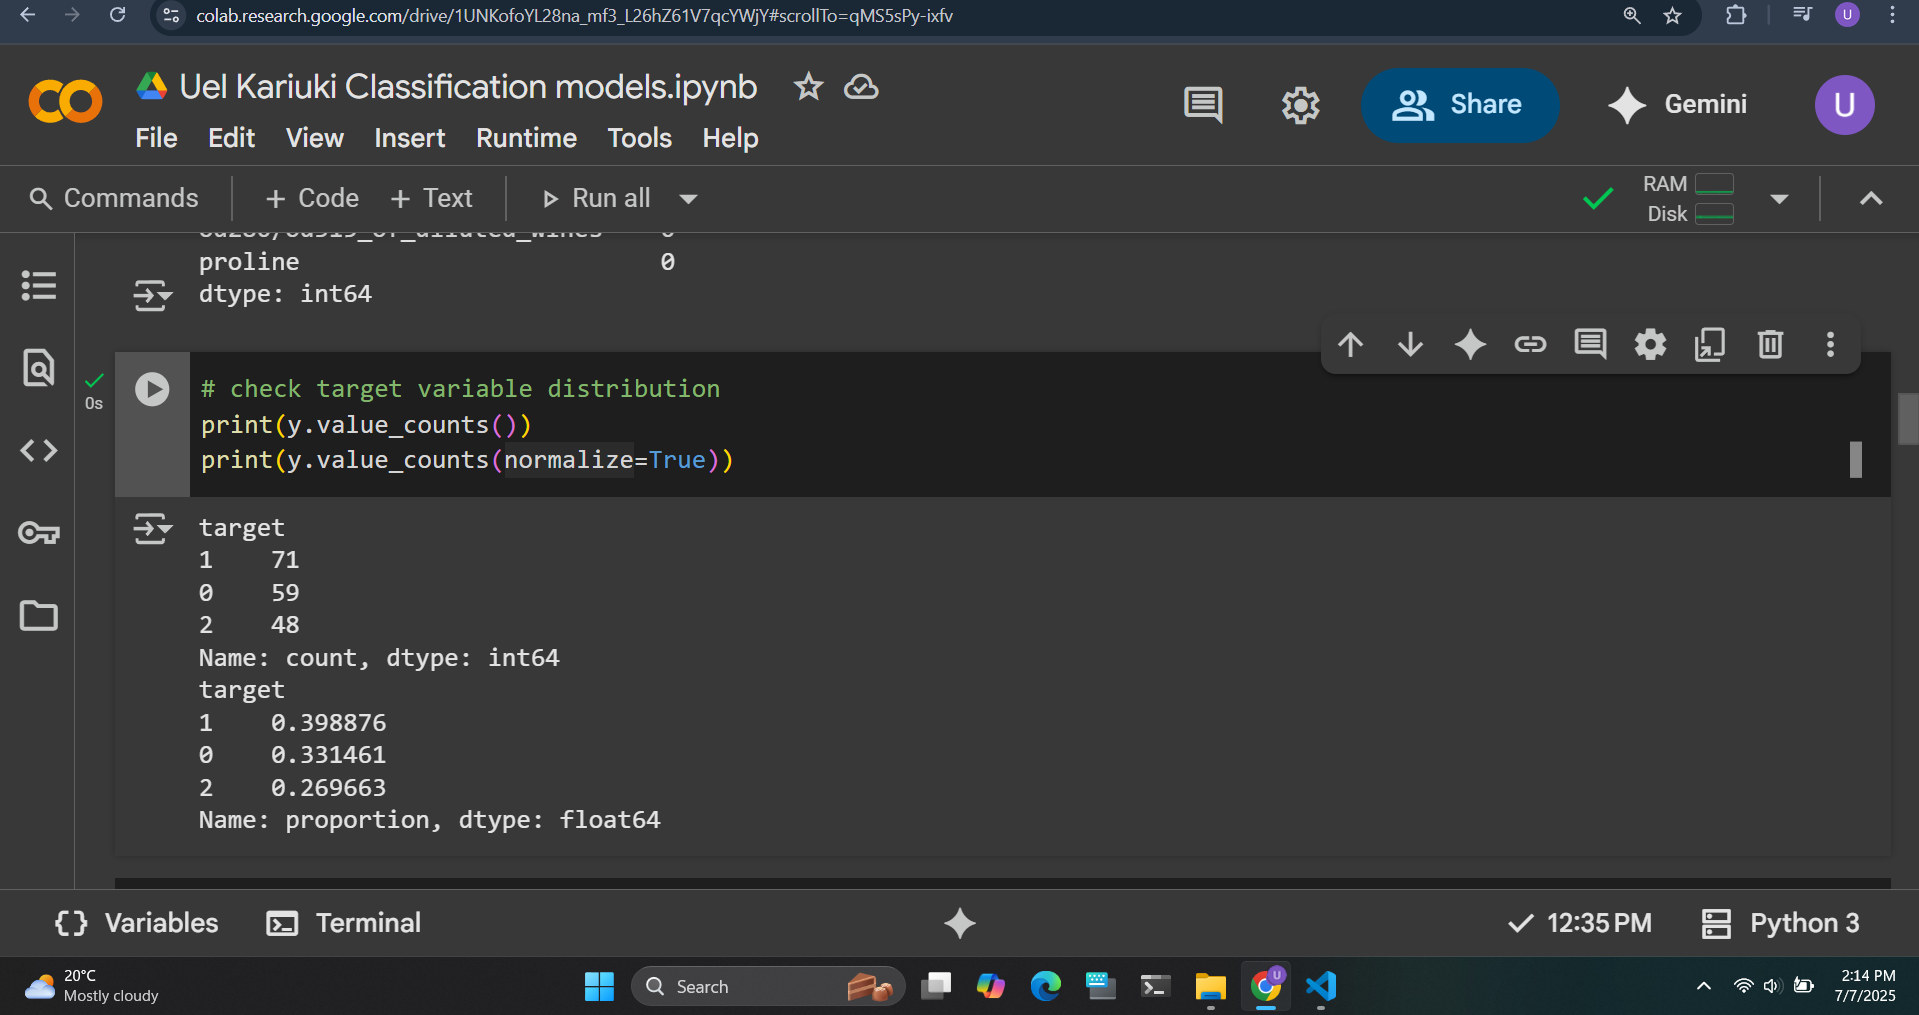 colab.research.google.com/drive/1UNKofoYL28na_mf3_L26hZ61V7qcYWjY#scrollTo=qMS5sPy-ixfv
U
Uel Kariuki Classification models.ipynb
Share
Gemini
U
File Edit View Insert Runtime Tools Help
Commands + Code + Text Run all
RAM
Disk
od280/od315_of_diluted_wines 0
proline 0
dtype: int64
0s
# check target variable distribution
print(y.value_counts())
print(y.value_counts(normalize=True))
target
1 71
0 59
2 48
Name: count, dtype: int64
target
1 0.398876
0 0.331461
2 0.269663
Name: proportion, dtype: float64
Variables Terminal
12:35 PM Python 3
20°C
Mostly cloudy
Search
U
2:14 PM
7/7/2025